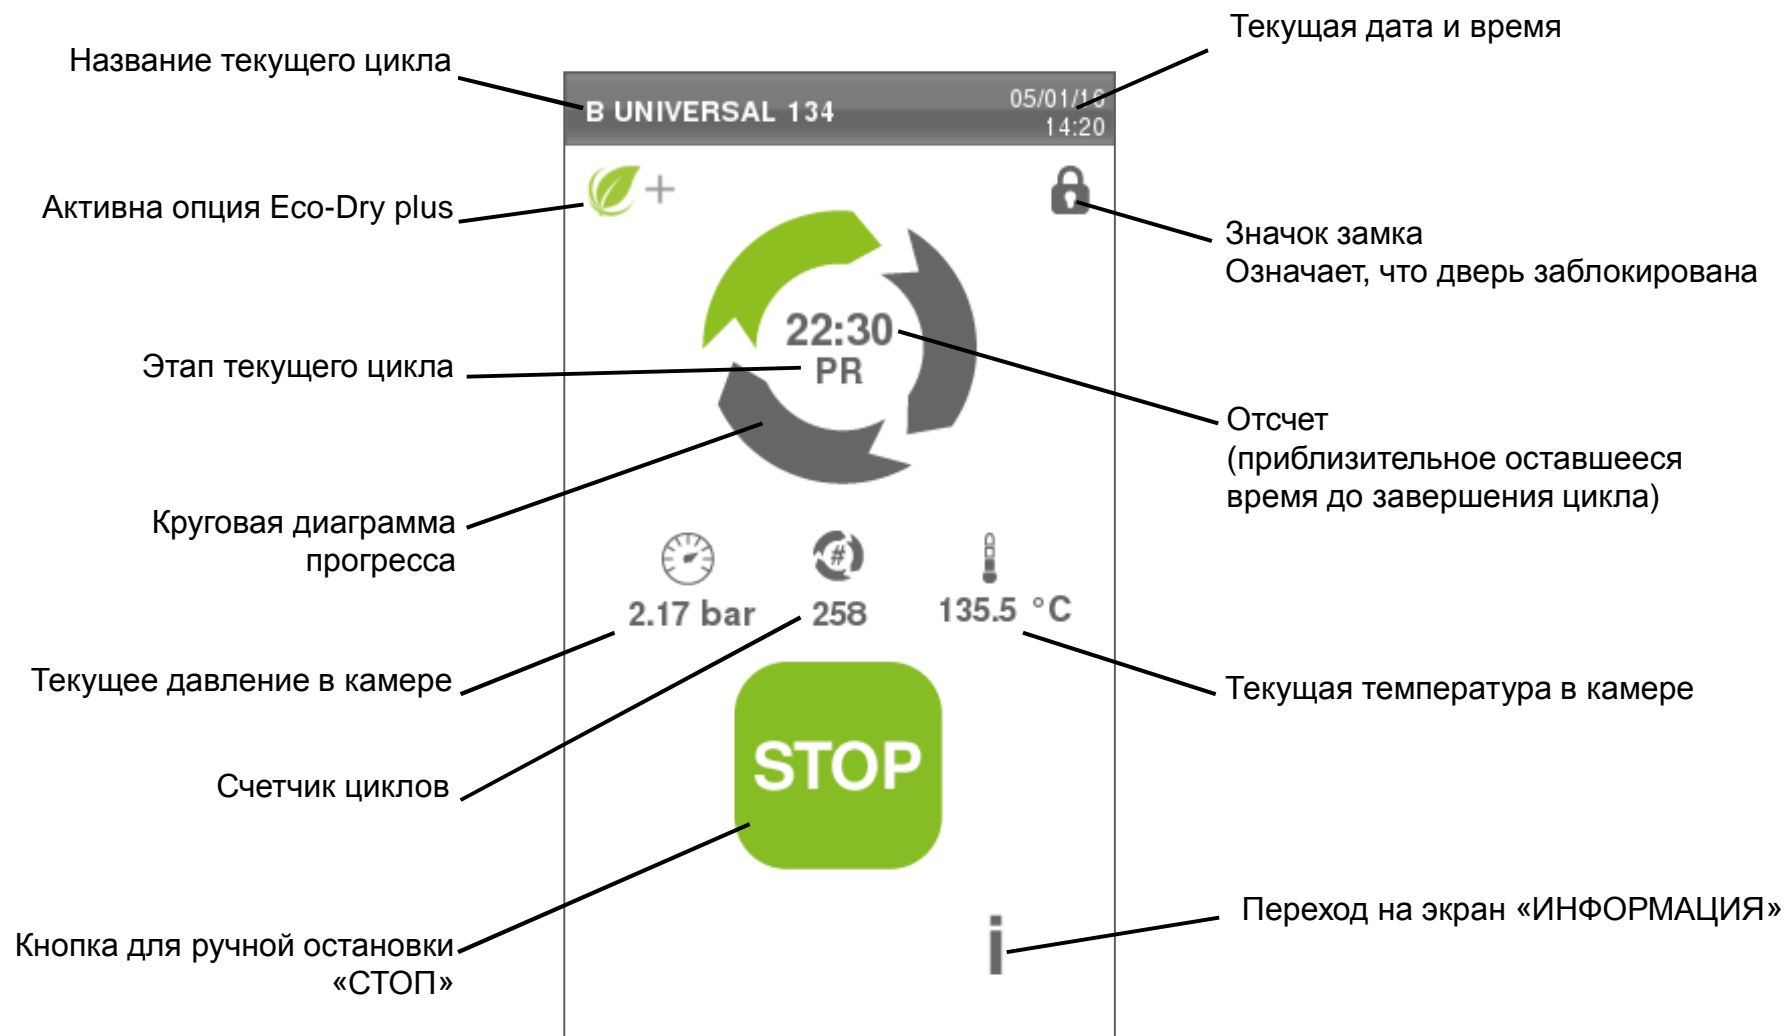 Текущая дата и время
Название текущего цикла
B UNIVERSAL 134
05/01/16
14:20
Активна опция Eco-Dry plus
Значок замка
Означает, что дверь заблокирована
22:30
PR
Этап текущего цикла
Отсчет
(приблизительное оставшееся
время до завершения цикла)
Круговая диаграмма
прогресса
#
2.17 bar
258
135.5 °C
Текущее давление в камере
Текущая температура в камере
STOP
Счетчик циклов
Переход на экран «ИНФОРМАЦИЯ»
i
Кнопка для ручной остановки
«СТОП»